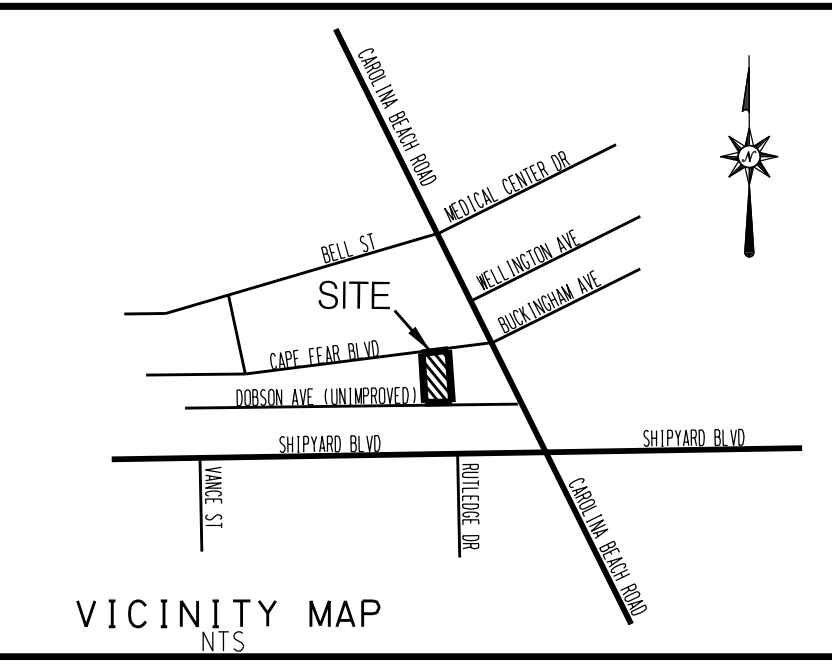 CAROLINA BEACH ROAD
N
MEDICAL CENTER DR
BELL ST
WELLINGTON AVE
SITE
BUCKINGHAM AVE
CAPE FEAR BLVD
DOBSON AVE (UNIMPROVED)
SHIPYARD BLVD
SHIPYARD BLVD
VANCE ST
RUTLEDGE DR
CAROLINA BEACH ROAD
VICINITY MAP
NTS